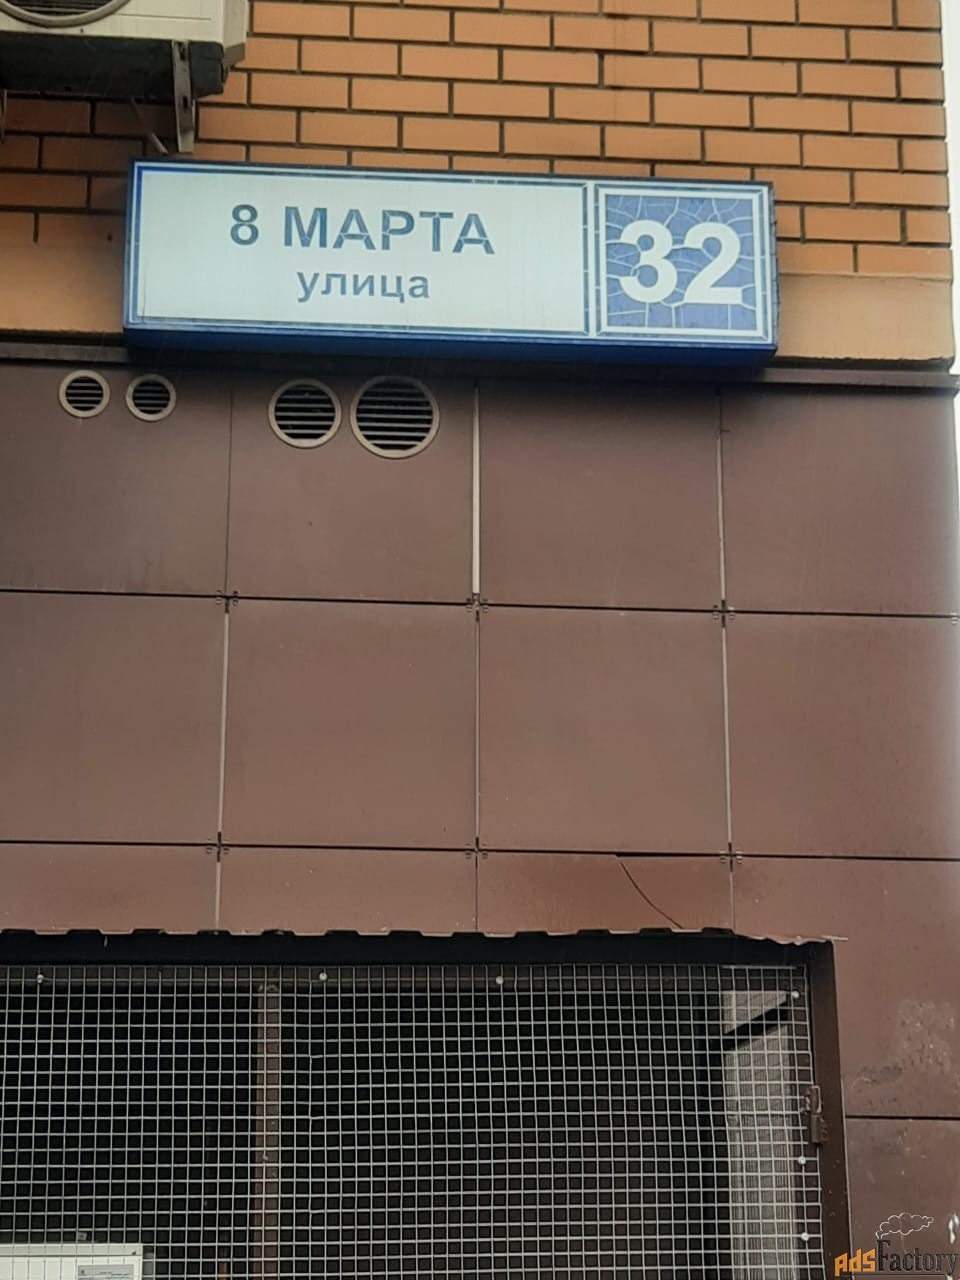 8 МАРТА
улица
32
AdsFactory